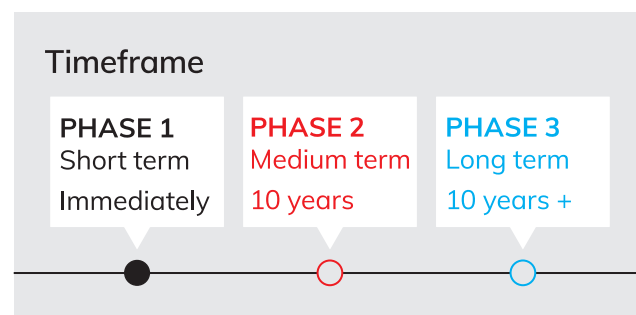 Timeframe
PHASE 1
Short term
Immediately
PHASE 2
Medium term
10 years
PHASE 3
Long term
10 years +